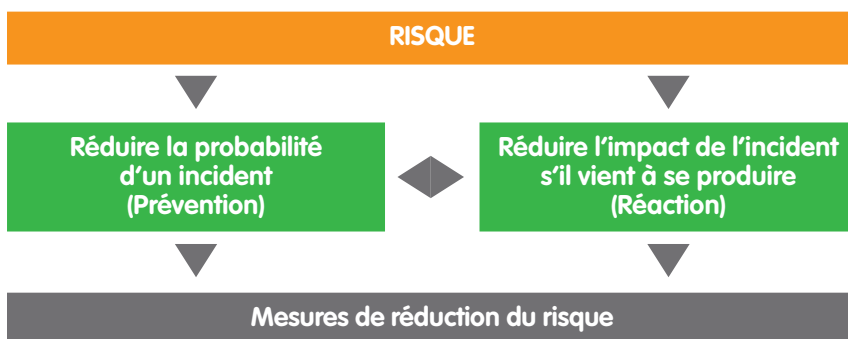 RISQUE
Réduire la probabilité
d'un incident
(Prévention)
Réduire l'impact de l'incident
s'il vient à se produire
(Réaction)
Mesures de réduction du risque